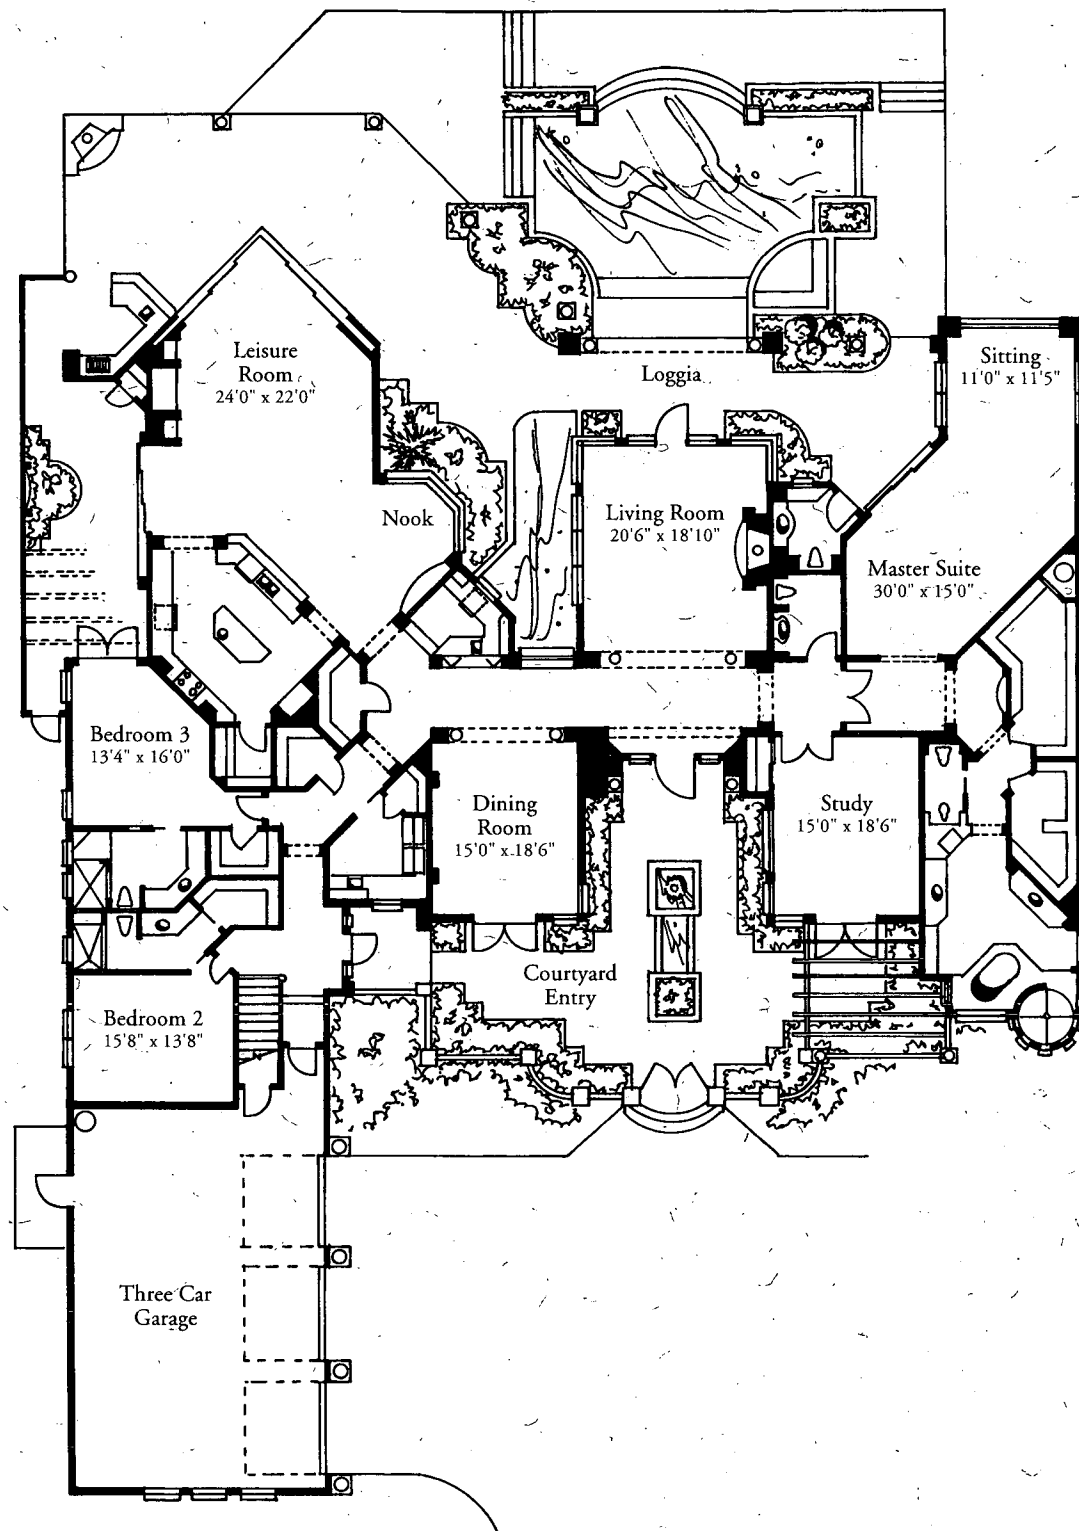 Leisure
Room
24'0" x 22'0"
Loggia
Sitting
11'0" x 11'5"
Nook
Living Room
20'6" x 18'10"
Master Suite
30'0" x 15'0"
Bedroom 3
13'4" x 16'0"
Dining
Room
15'0" x 18'6"
Study
15'0" x 18'6"
Courtyard
Entry
Bedroom 2
15'8" x 13'8"
Three Car
Garage